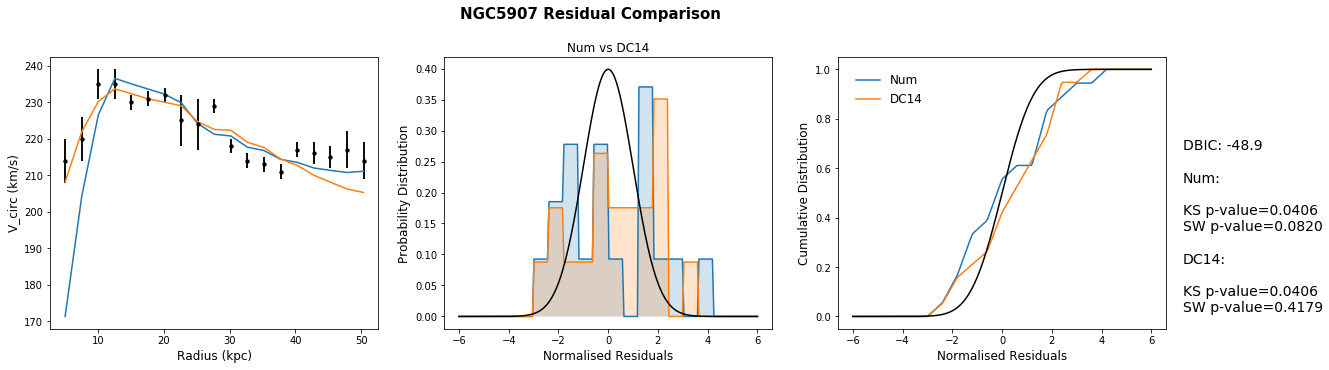 NGC5907 Residual Comparison
240
230
220
210
200
190
180
170
V_circ (km/s)
10
20
30
40
50
Radius (kpc)
Num vs DC14
0.40
0.35
0.30
0.25
0.20
0.15
0.10
0.05
0.00
Probability Distribution
−6
−4
−2
0
2
4
6
Normalised Residuals
1.0
0.8
0.6
0.4
0.2
0.0
Cumulative Distribution
Num
DC14
−6
−4
−2
0
2
4
6
Normalised Residuals
DBIC: -48.9
Num:
KS p-value=0.0406
SW p-value=0.0820
DC14:
KS p-value=0.0406
SW p-value=0.4179